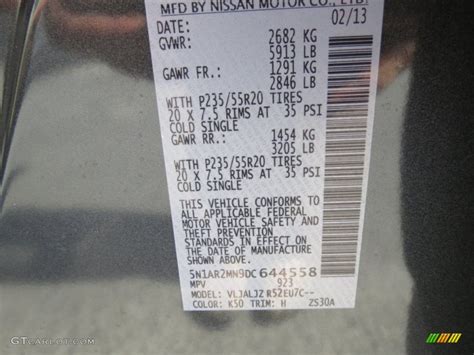 MFD BY NISSAN MOTOR CO., LTD.
DATE: 02/13
GVWR: 2682 KG
5913 LB
GAWR FR.: 1291 KG
2846 LB
WITH P235/55R20 TIRES
20 X 7.5 RIMS AT 35 PSI
COLD SINGLE
GAWR RR.: 1454 KG
3205 LB
WITH P235/55R20 TIRES
20 X 7.5 RIMS AT 35 PSI
COLD SINGLE
THIS VEHICLE CONFORMS TO
ALL APPLICABLE FEDERAL
MOTOR VEHICLE SAFETY
AND THEFT PREVENTION
STANDARDS IN EFFECT ON
THE DATE OF MANUFACTURE
SHOWN ABOVE.
5N1AR2MN9DC 644558
MPV 923
MODEL: VLJALJZ R52EU7C--
COLOR: K50 TRIM: H ZS30A
© GTcarlot.com